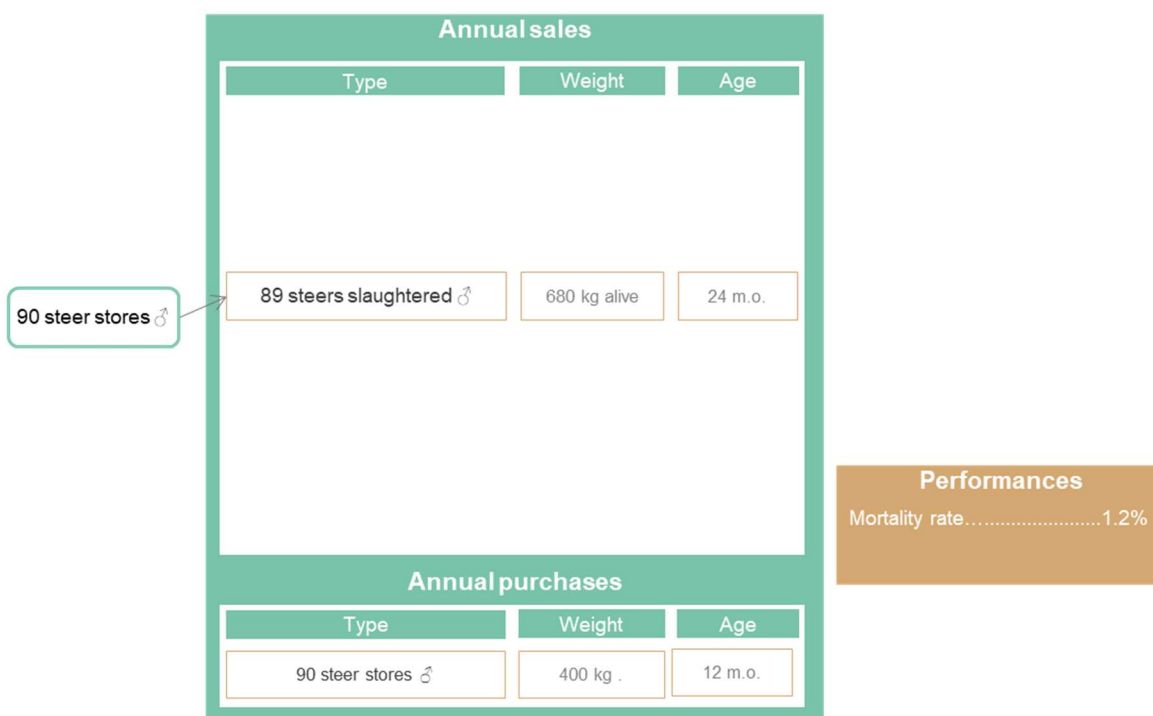 Annual sales
Type Weight Age
90 steer stores ♂
89 steers slaughtered ♂ 680 kg alive 24 m.o.
Performances
Mortality rate…......................1.2%
Annual purchases
Type Weight Age
90 steer stores ♂ 400 kg . 12 m.o.